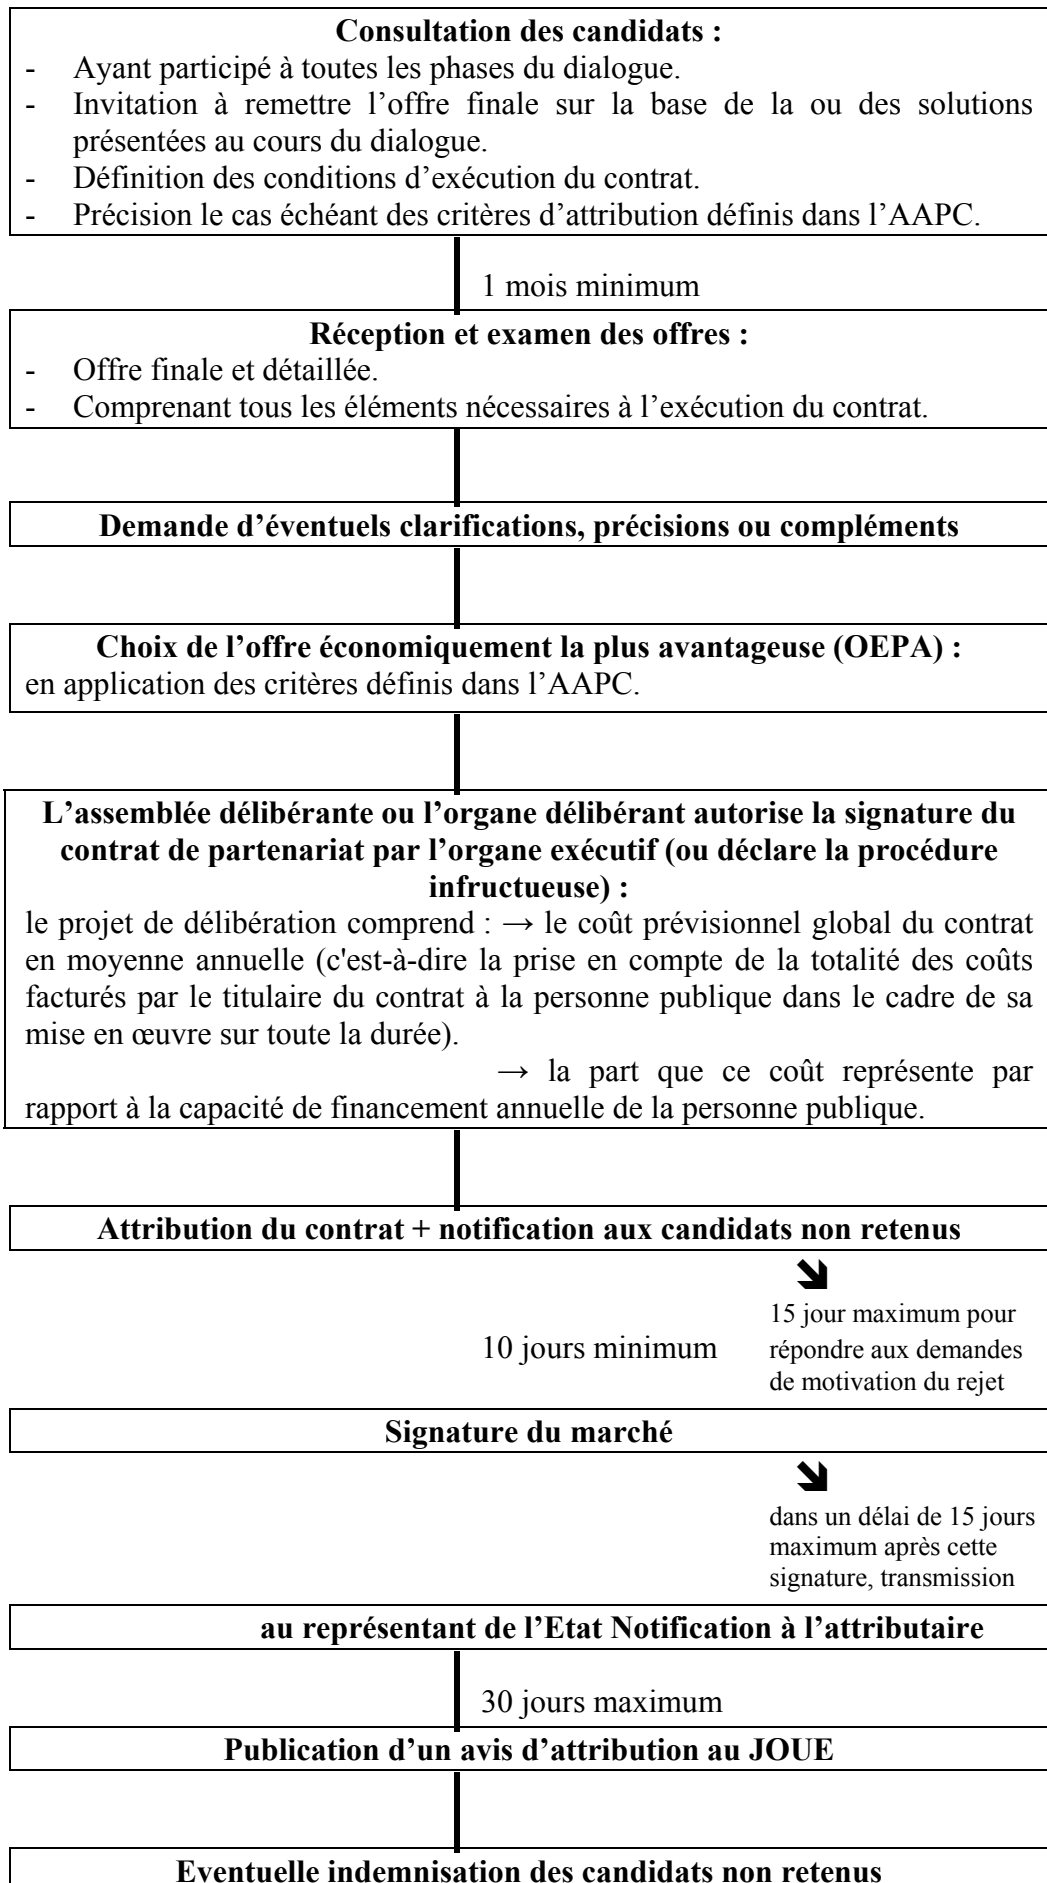 Consultation des candidats :
- Ayant participé à toutes les phases du dialogue.
- Invitation à remettre l’offre finale sur la base de la ou des solutions
présentées au cours du dialogue.
- Définition des conditions d’exécution du contrat.
- Précision le cas échéant des critères d’attribution définis dans l’AAPC.
1 mois minimum
Réception et examen des offres :
- Offre finale et détaillée.
- Comprenant tous les éléments nécessaires à l’exécution du contrat.
Demande d’éventuels clarifications, précisions ou compléments
Choix de l’offre économiquement la plus avantageuse (OEPA) :
en application des critères définis dans l’AAPC.
L’assemblée délibérante ou l’organe délibérant autorise la signature du
contrat de partenariat par l’organe exécutif (ou déclare la procédure
infructueuse) :
le projet de délibération comprend : → le coût prévisionnel global du contrat
en moyenne annuelle (c'est-à-dire la prise en compte de la totalité des coûts
facturés par le titulaire du contrat à la personne publique dans le cadre de sa
mise en œuvre sur toute la durée).
→ la part que ce coût représente par
rapport à la capacité de financement annuelle de la personne publique.
Attribution du contrat + notification aux candidats non retenus
10 jours minimum
15 jour maximum pour
répondre aux demandes
de motivation du rejet
Signature du marché
dans un délai de 15 jours
maximum après cette
signature, transmission
au représentant de l’Etat Notification à l’attributaire
30 jours maximum
Publication d’un avis d’attribution au JOUE
Eventuelle indemnisation des candidats non retenus